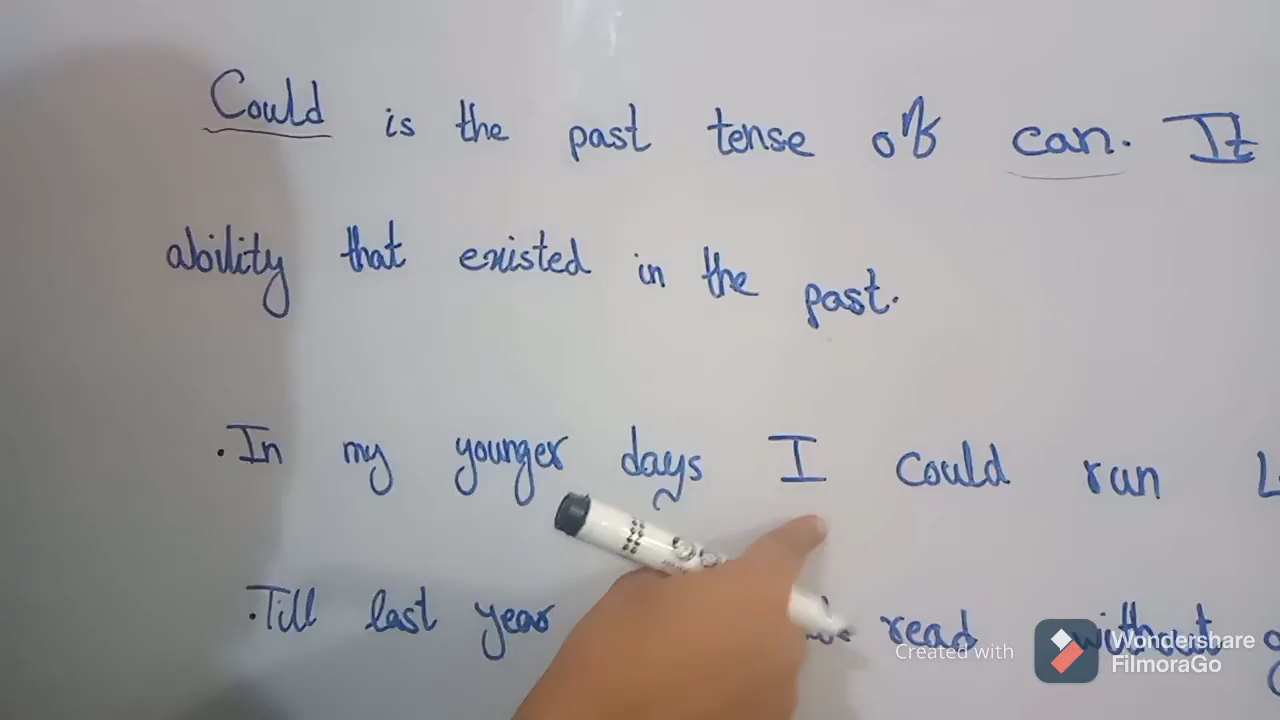 Could is the past tense of can. It
ability that existed in the past.
. In my younger days I could run
. Till last year read without
Created with Wondershare FilmoraGo